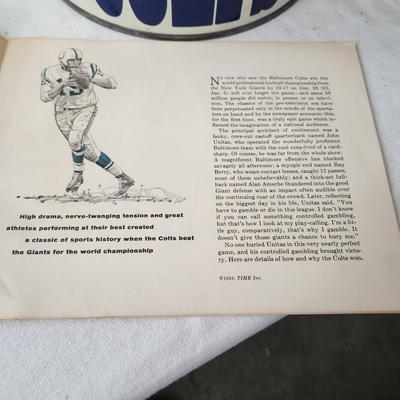 COLTS
19
High drama, nerve-twanging tension and great
athletes performing at their best created
a classic of sports history when the Colts beat
the Giants for the world championship
NO ONE who saw the Baltimore Colts win the
world professional football championship from
the New York Giants by 23-17 on Dec. 28 ('58,
will ever forget the game—and some 50
million people did watch, in person or on television.
The classics of the pre-television era have
been perpetuated only in the minds of the specta-
tors on hand and by the newspaper accounts; this,
for the first time, was a truly epic game which in-
flamed the imagination of a national audience.
The principal architect of excitement was a
lanky, crew-cut castoff quarterback named John
Unitas, who operated the wonderfully proficient
Baltimore team with the cool sang-froid of a card-
sharp. Of course, he was far from the whole show.
A magnificent Baltimore offensive line blocked
savagely all afternoon; a myopic end named Ray
Berry, who wears contact lenses, caught 12 passes,
most of them unbelievably; and a thick-set full-
back named Alan Ameche thundered into the good
Giant defense with an impact often audible over
the continuing roar of the crowd. Later, reflecting
on the biggest day in his life, Unitas said, "You
have to gamble or die in this league. I don't know
if you can call something controlled gambling,
but that's how I look at my play-calling. I'm a lit-
tle guy, comparatively, that's why I gamble. It
doesn't give those giants a chance to bury me."
No one buried Unitas in this very nearly perfect
game, and his controlled gambling brought victo-
ry. Here are details of how and why the Colts won.
©1959, TIME Inc.